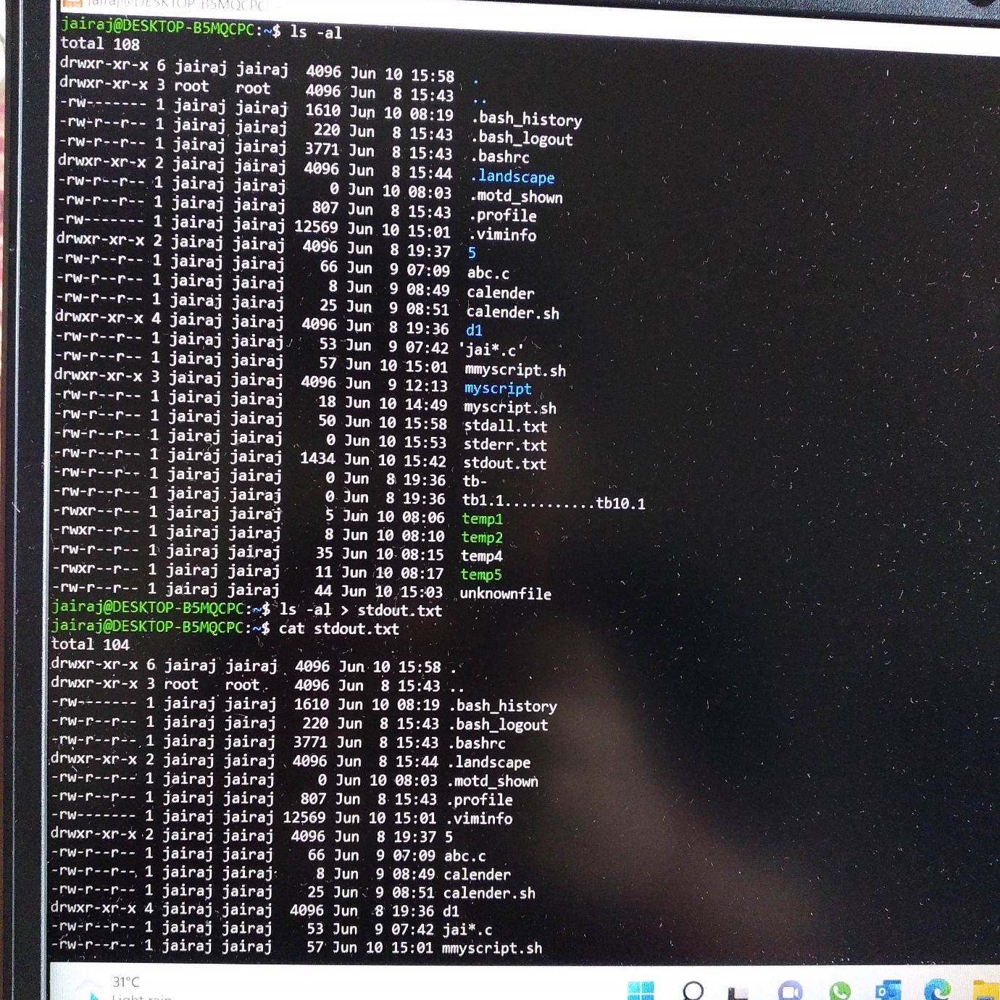 jairaj@DESKTOP-B5MQCPC:
jairaj@DESKTOP-B5MQCPC:~$ ls -al
total 108
drwxr-xr-x 6 jairaj jairaj  4096 Jun 10 15:58  .
drwxr-xr-x 3 root   root    4096 Jun  8 15:43  ..
-rw------- 1 jairaj jairaj  1610 Jun 10 08:19  .bash_history
-rw-r--r-- 1 jairaj jairaj   220 Jun  8 15:43  .bash_logout
-rw-r--r-- 1 jairaj jairaj  3771 Jun  8 15:43  .bashrc
drwxr-xr-x 2 jairaj jairaj  4096 Jun  8 15:44  .landscape
-rw-r--r-- 1 jairaj jairaj     0 Jun 10 08:03  .motd_shown
-rw-r--r-- 1 jairaj jairaj   807 Jun  8 15:43  .profile
-rw------- 1 jairaj jairaj 12569 Jun 10 15:01  .viminfo
drwxr-xr-x 2 jairaj jairaj  4096 Jun  8 19:37  5
-rw-r--r-- 1 jairaj jairaj    66 Jun  9 07:09  abc.c
-rw-r--r-- 1 jairaj jairaj     8 Jun  9 08:49  calender
-rw-r--r-- 1 jairaj jairaj    25 Jun  9 08:51  calender.sh
drwxr-xr-x 4 jairaj jairaj  4096 Jun  8 19:36  d1
-rw-r--r-- 1 jairaj jairaj    53 Jun  9 07:42 'jai*.c'
-rw-r--r-- 1 jairaj jairaj    57 Jun 10 15:01  mmyscript.sh
drwxr-xr-x 3 jairaj jairaj  4096 Jun  9 12:13  myscript
-rw-r--r-- 1 jairaj jairaj    18 Jun 10 14:49  myscript.sh
-rw-r--r-- 1 jairaj jairaj    50 Jun 10 15:58  stdall.txt
-rw-r--r-- 1 jairaj jairaj     0 Jun 10 15:53  stderr.txt
-rw-r--r-- 1 jairaj jairaj  1434 Jun 10 15:42  stdout.txt
-rw-r--r-- 1 jairaj jairaj     0 Jun  8 19:36  tb-
-rw-r--r-- 1 jairaj jairaj     0 Jun  8 19:36  tb1.1...........tb10.1
-rwxr--r-- 1 jairaj jairaj     5 Jun 10 08:06  temp1
-rwxr--r-- 1 jairaj jairaj     8 Jun 10 08:10  temp2
-rw-r--r-- 1 jairaj jairaj    35 Jun 10 08:15  temp4
-rwxr--r-- 1 jairaj jairaj    11 Jun 10 08:17  temp5
-rw-r--r-- 1 jairaj jairaj    44 Jun 10 15:03  unknownfile
jairaj@DESKTOP-B5MQCPC:~$ ls -al > stdout.txt
jairaj@DESKTOP-B5MQCPC:~$ cat stdout.txt
total 104
drwxr-xr-x 6 jairaj jairaj  4096 Jun 10 15:58 .
drwxr-xr-x 3 root   root    4096 Jun  8 15:43 ..
-rw------- 1 jairaj jairaj  1610 Jun 10 08:19 .bash_history
-rw-r--r-- 1 jairaj jairaj   220 Jun  8 15:43 .bash_logout
-rw-r--r-- 1 jairaj jairaj  3771 Jun  8 15:43 .bashrc
drwxr-xr-x 2 jairaj jairaj  4096 Jun  8 15:44 .landscape
-rw-r--r-- 1 jairaj jairaj     0 Jun 10 08:03 .motd_shown
-rw-r--r-- 1 jairaj jairaj   807 Jun  8 15:43 .profile
-rw------- 1 jairaj jairaj 12569 Jun 10 15:01 .viminfo
drwxr-xr-x 2 jairaj jairaj  4096 Jun  8 19:37 5
-rw-r--r-- 1 jairaj jairaj    66 Jun  9 07:09 abc.c
-rw-r--r-- 1 jairaj jairaj     8 Jun  9 08:49 calender
-rw-r--r-- 1 jairaj jairaj    25 Jun  9 08:51 calender.sh
drwxr-xr-x 4 jairaj jairaj  4096 Jun  8 19:36 d1
-rw-r--r-- 1 jairaj jairaj    53 Jun  9 07:42 jai*.c
-rw-r--r-- 1 jairaj jairaj    57 Jun 10 15:01 mmyscript.sh
31°C
Light rain